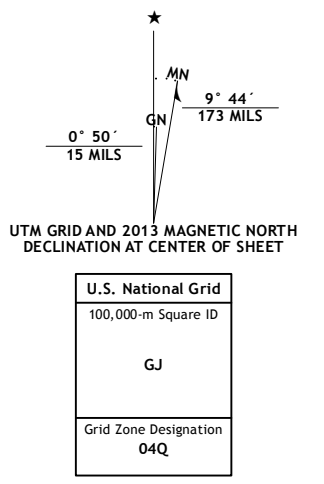 MN
GN
9° 44´
173 MILS
0° 50´
15 MILS
UTM GRID AND 2013 MAGNETIC NORTH
DECLINATION AT CENTER OF SHEET
U.S. National Grid
100,000-m Square ID
GJ
Grid Zone Designation
04Q